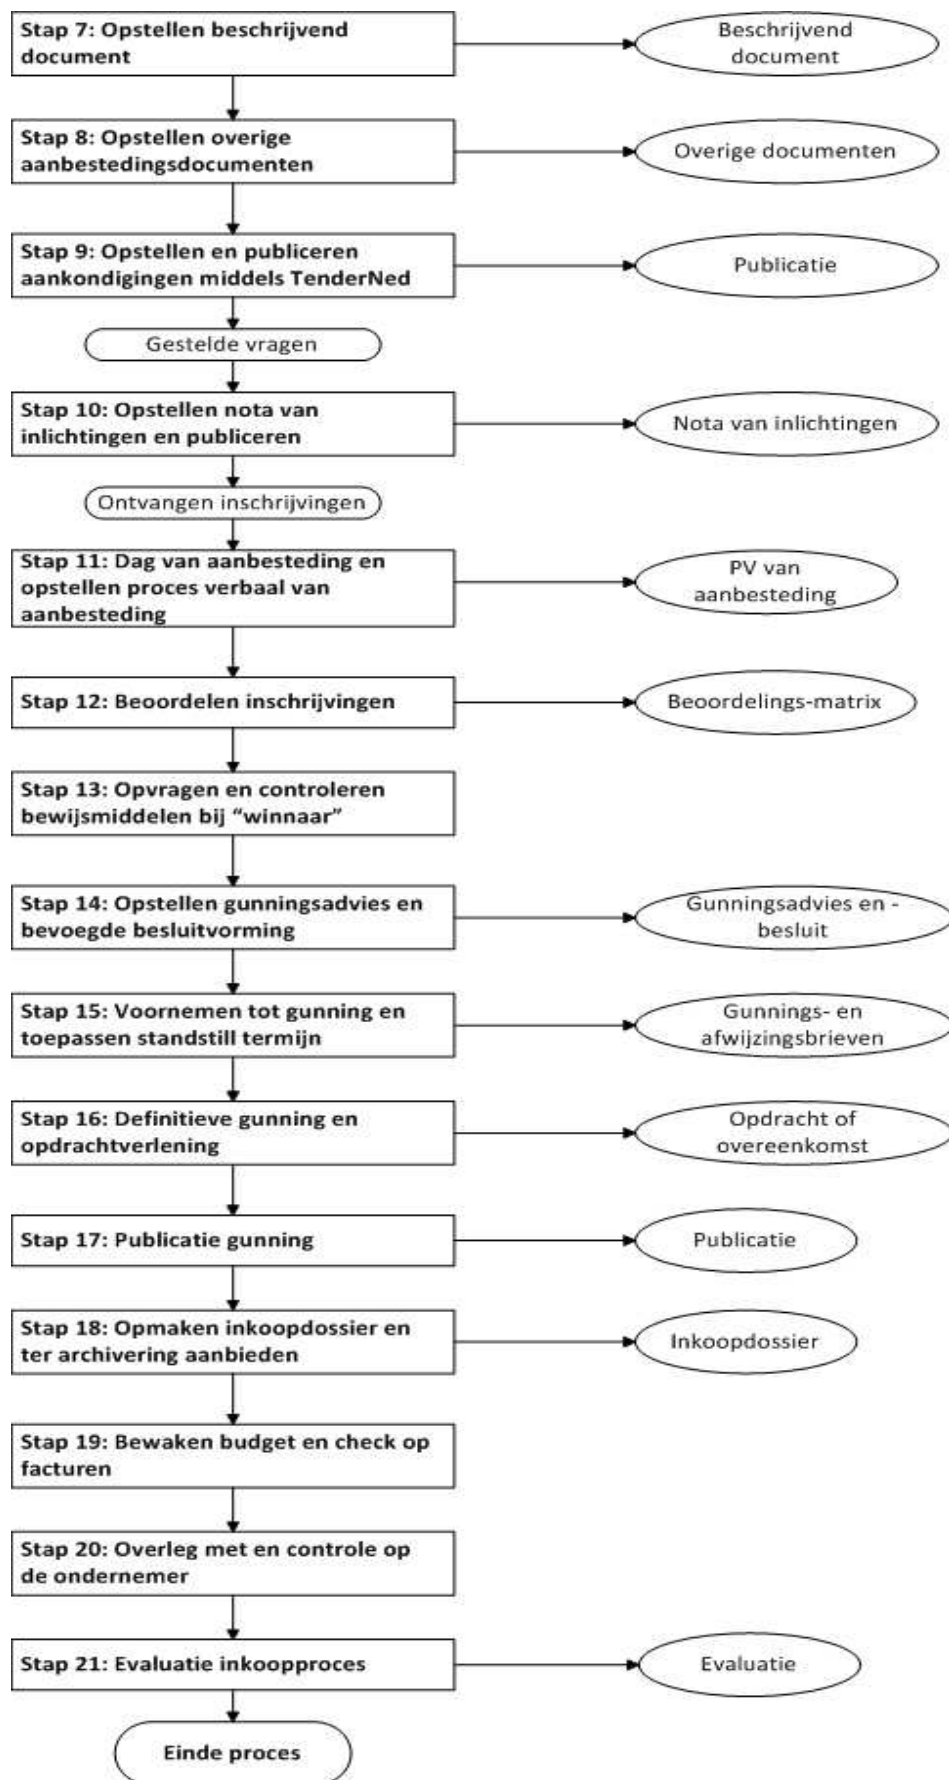 Stap 7: Opstellen beschrijvend
document
Beschrijvend
document
Stap 8: Opstellen overige
aanbestedingsdocumenten
Overige documenten
Stap 9: Opstellen en publiceren
aankondigingen middels TenderNed
Publicatie
Gestelde vragen
Stap 10: Opstellen nota van
inlichtingen en publiceren
Nota van inlichtingen
Ontvangen inschrijvingen
Stap 11: Dag van aanbesteding en
opstellen proces verbaal van
aanbesteding
PV van
aanbesteding
Stap 12: Beoordelen inschrijvingen
Beoordelings-matrix
Stap 13: Opvragen en controleren
bewijsmiddelen bij “winnaar”
Stap 14: Opstellen gunningsadvies en
bevoegde besluitvorming
Gunningsadvies en -
besluit
Stap 15: Voornemen tot gunning en
toepassen standstill termijn
Gunnings- en
afwijzingsbrieven
Stap 16: Definitieve gunning en
opdrachtverlening
Opdracht of
overeenkomst
Stap 17: Publicatie gunning
Publicatie
Stap 18: Opmaken inkoopdossier en
ter archivering aanbieden
Inkoopdossier
Stap 19: Bewaken budget en check op
facturen
Stap 20: Overleg met en controle op
de ondernemer
Stap 21: Evaluatie inkoopproces
Evaluatie
Einde proces